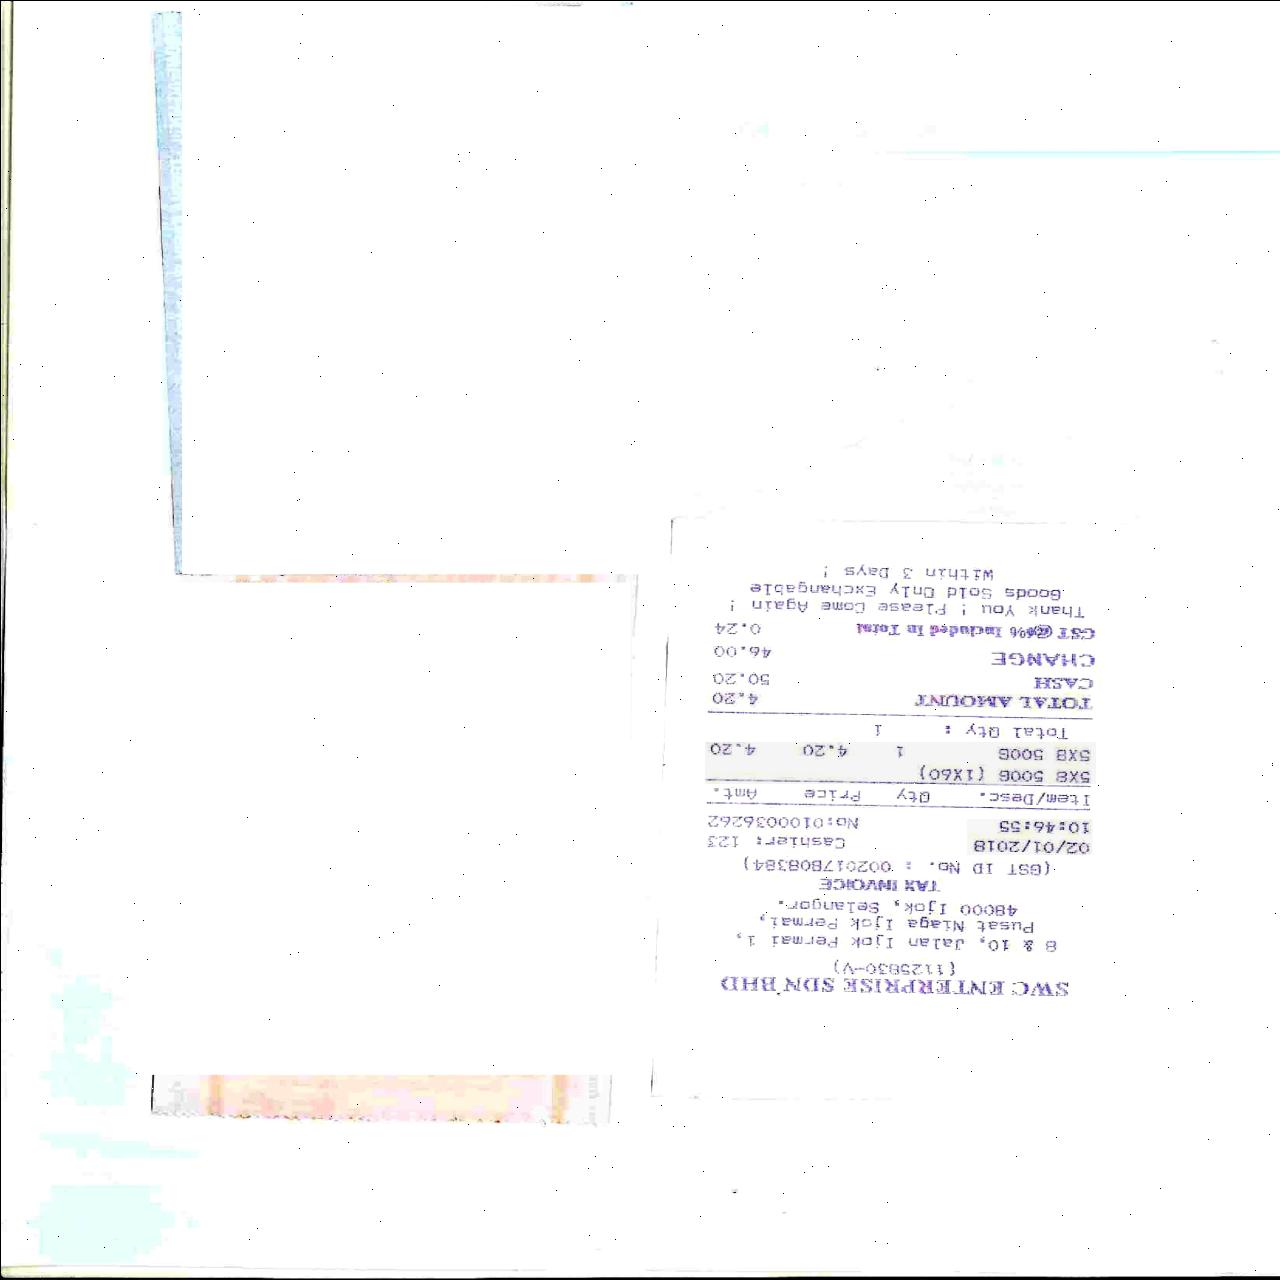 SWC ENTERPRISE SDN BHD
(1125830-V)
8 & 10, Jalan Ijok Permai 1,
Pusat Niaga Ijok Permai,
48000 Ijok, Selangor.
TAX INVOICE
(GST ID No. : 002017808384)
02/01/2018 Cashier: 123
10:46:55 No:0100036262
Item/Desc. Qty Price Amt.
5X8 500G (1X60)
5X8 500G 1 4.20 4.20
Total Qty : 1
TOTAL AMOUNT 4.20
CASH 50.20
CHANGE 46.00
GST @6% Included In Total 0.24
Thank You ! Please Come Again !
Goods Sold Only Exchangable
Within 3 Days !